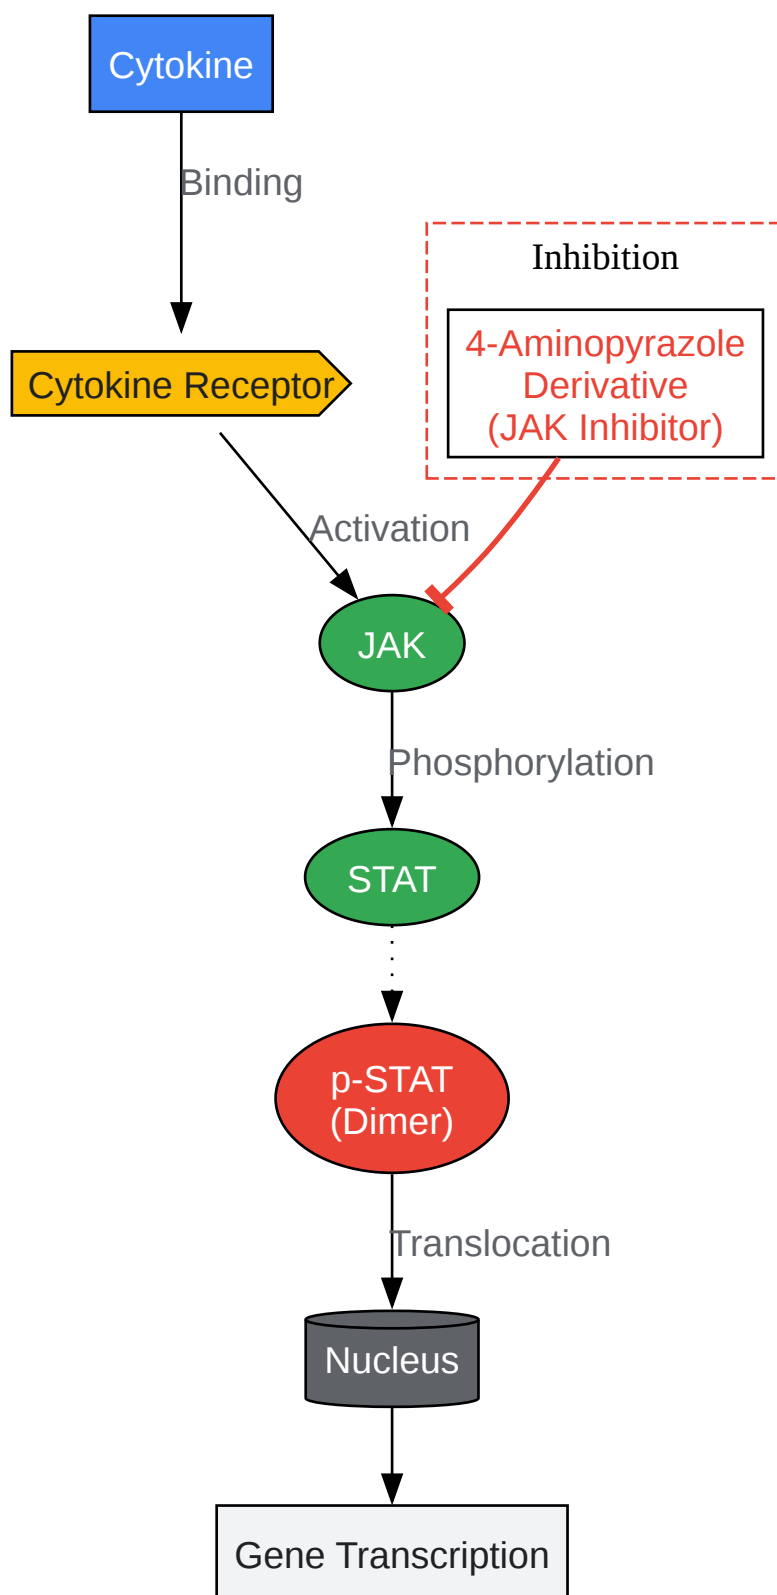 Cytokine
Binding
Inhibition
4-Aminopyrazole
Derivative
(JAK Inhibitor)
Cytokine Receptor
Activation
JAK
Phosphorylation
STAT
p-STAT
(Dimer)
Translocation
Nucleus
Gene Transcription